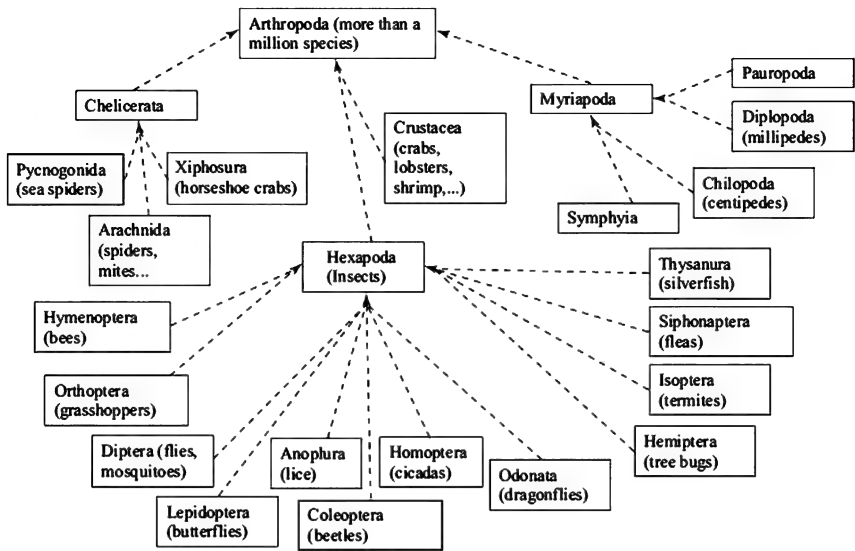 Arthropoda (more than a
million species)
Chelicerata
Myriapoda
Pauropoda
Diplopoda
(millipedes)
Crustacea
(crabs,
lobsters,
shrimp,...)
Pycnogonida
(sea spiders)
Xiphosura
(horseshoe crabs)
Chilopoda
(centipedes)
Symphyia
Arachnida
(spiders,
mites...
Hexapoda
(Insects)
Thysanura
(silverfish)
Hymenoptera
(bees)
Siphonaptera
(fleas)
Orthoptera
(grasshoppers)
Isoptera
(termites)
Diptera (flies,
mosquitoes)
Anoplura
(lice)
Homoptera
(cicadas)
Hemiptera
(tree bugs)
Odonata
(dragonflies)
Lepidoptera
(butterflies)
Coleoptera
(beetles)